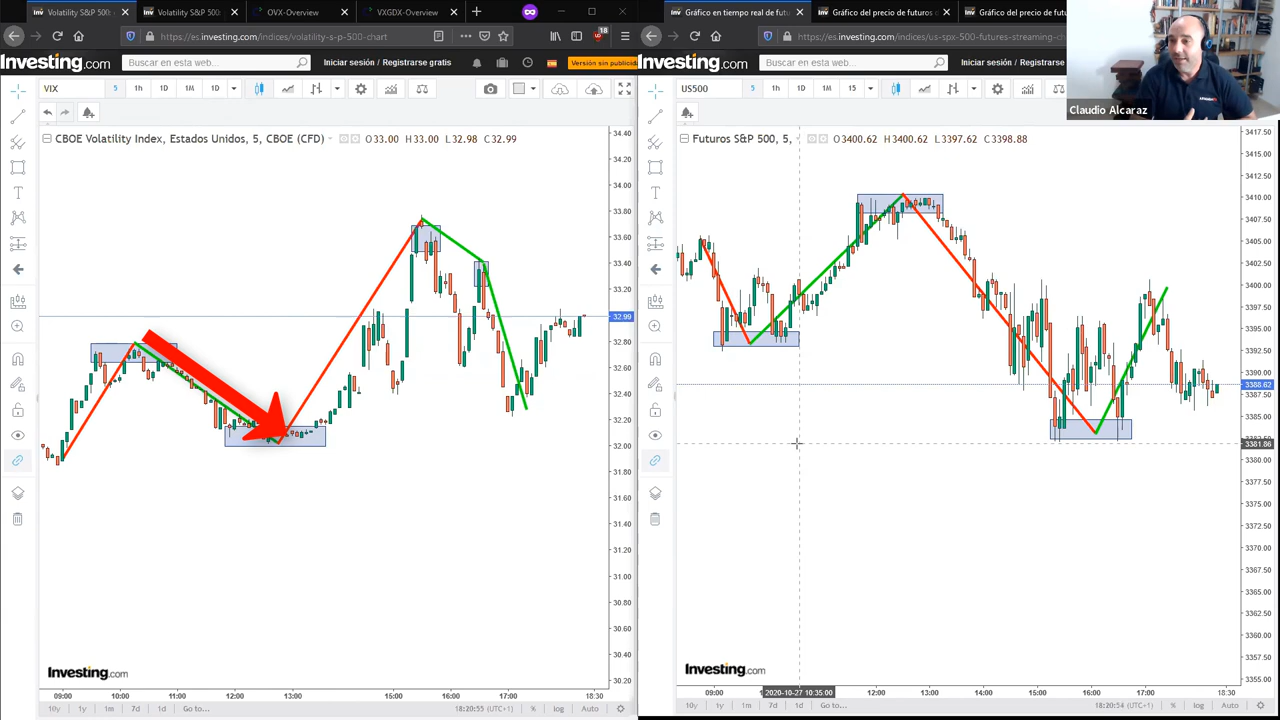 Volatility S&P 500:
Volatility S&P 500:
OVX-Overview
VXGDX-Overview
https://es.investing.com/indices/volatility-s-p-500-chart
18
Investing.com
Buscar en esta web...
Iniciar sesión / Registrarse gratis
Versión sin publicida
VIX
5
1h
1D
1M
1D
CBOE Volatility Index, Estados Unidos, 5, CBOE (CFD)
O33.00 H33.00 L32.98 C32.99
34.40
34.20
34.00
33.80
33.60
33.40
33.20
32.99
32.80
32.60
32.40
32.20
32.00
31.80
31.60
31.40
31.20
31.00
30.80
30.60
30.40
30.20
Investing.com
09:00
10:00
11:00
12:00
13:00
15:00
16:00
17:00
18:30
10y
1y
1m
7d
1d
Go to...
18:20:55 (UTC+1)
%
log
Auto
Gráfico en tiempo real de fut
Gráfico del precio de futuros d
Gráfico del precio de futu
https://es.investing.com/indices/us-spx-500-futures-streaming-ch
Investing.com
Buscar en esta web...
Iniciar sesión / Registrarse
Claudio Alcaraz
US500
5
1h
1D
1M
15
Futuros S&P 500, 5,
O3400.62 H3400.62 L3397.62 C3398.88
3417.50
3415.00
3412.50
3410.00
3407.50
3405.00
3402.50
3400.00
3397.50
3395.00
3392.50
3390.00
3388.62
3385.00
3381.86
3380.00
3377.50
3375.00
3372.50
3370.00
3367.50
3365.00
3362.50
3360.00
3357.50
3355.00
Investing.com
09:00
2020-10-27 10:35:00
12:00
13:00
14:00
15:00
16:00
17:00
18:30
10y
1y
1m
7d
1d
Go to...
18:20:54 (UTC+1)
%
log
Auto